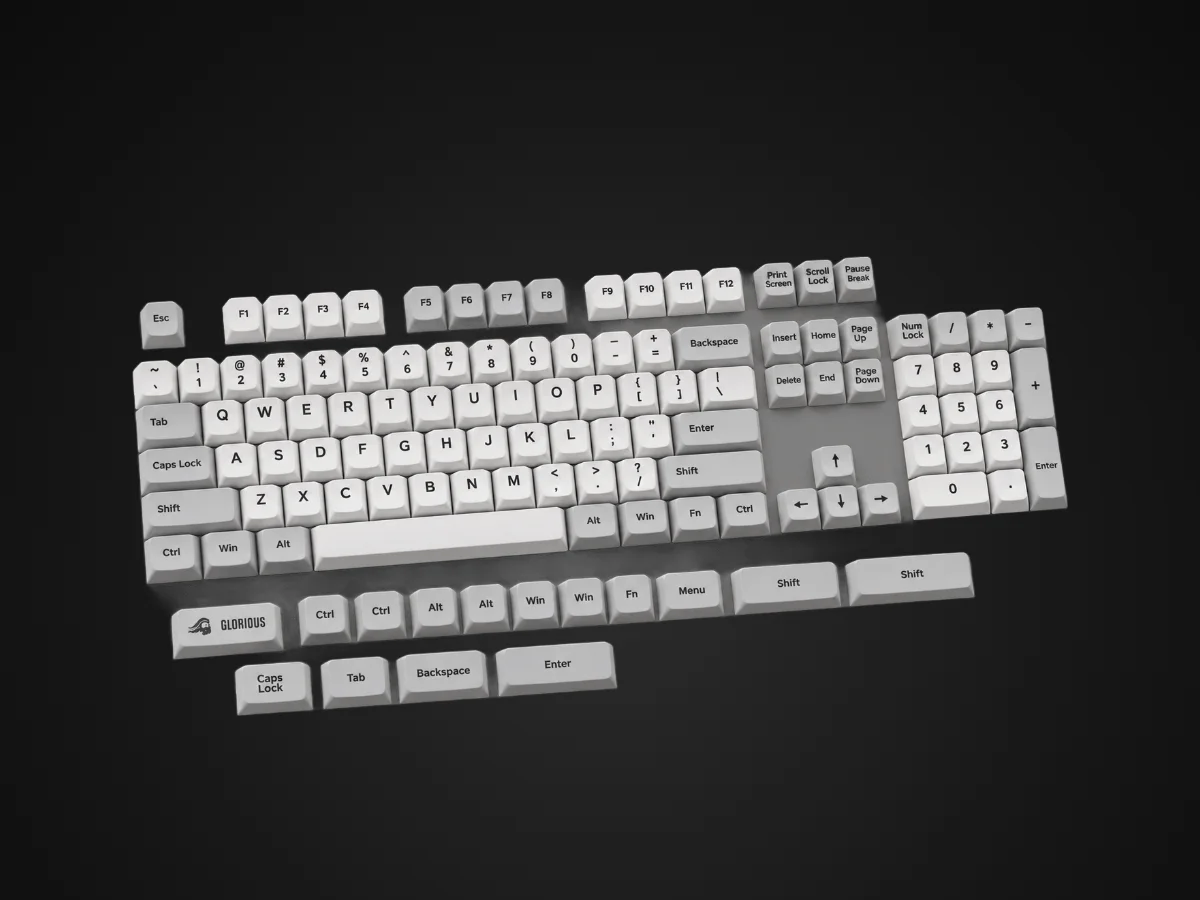 Esc F1 F2 F3 F4 F5 F6 F7 F8 F9 F10 F11 F12 Print Screen Scroll Lock Pause Break
~ ` ! 1 @ 2 # 3 $ 4 % 5 ^ 6 & 7 * 8 ( 9 ) 0 – - + = Backspace Insert Home Page Up Num Lock / * -
Tab Q W E R T Y U I O P { [ } ] | \ Delete End Page Down 7 8 9 +
Caps Lock A S D F G H J K L : ; " ' Enter 4 5 6
Shift Z X C V B N M < , > . ? / Shift ↑ 1 2 3 Enter
Ctrl Win Alt Alt Win Fn Ctrl ← ↓ → 0 .
GLORIOUS Ctrl Ctrl Alt Alt Win Win Fn Menu Shift Shift
Caps Lock Tab Backspace Enter